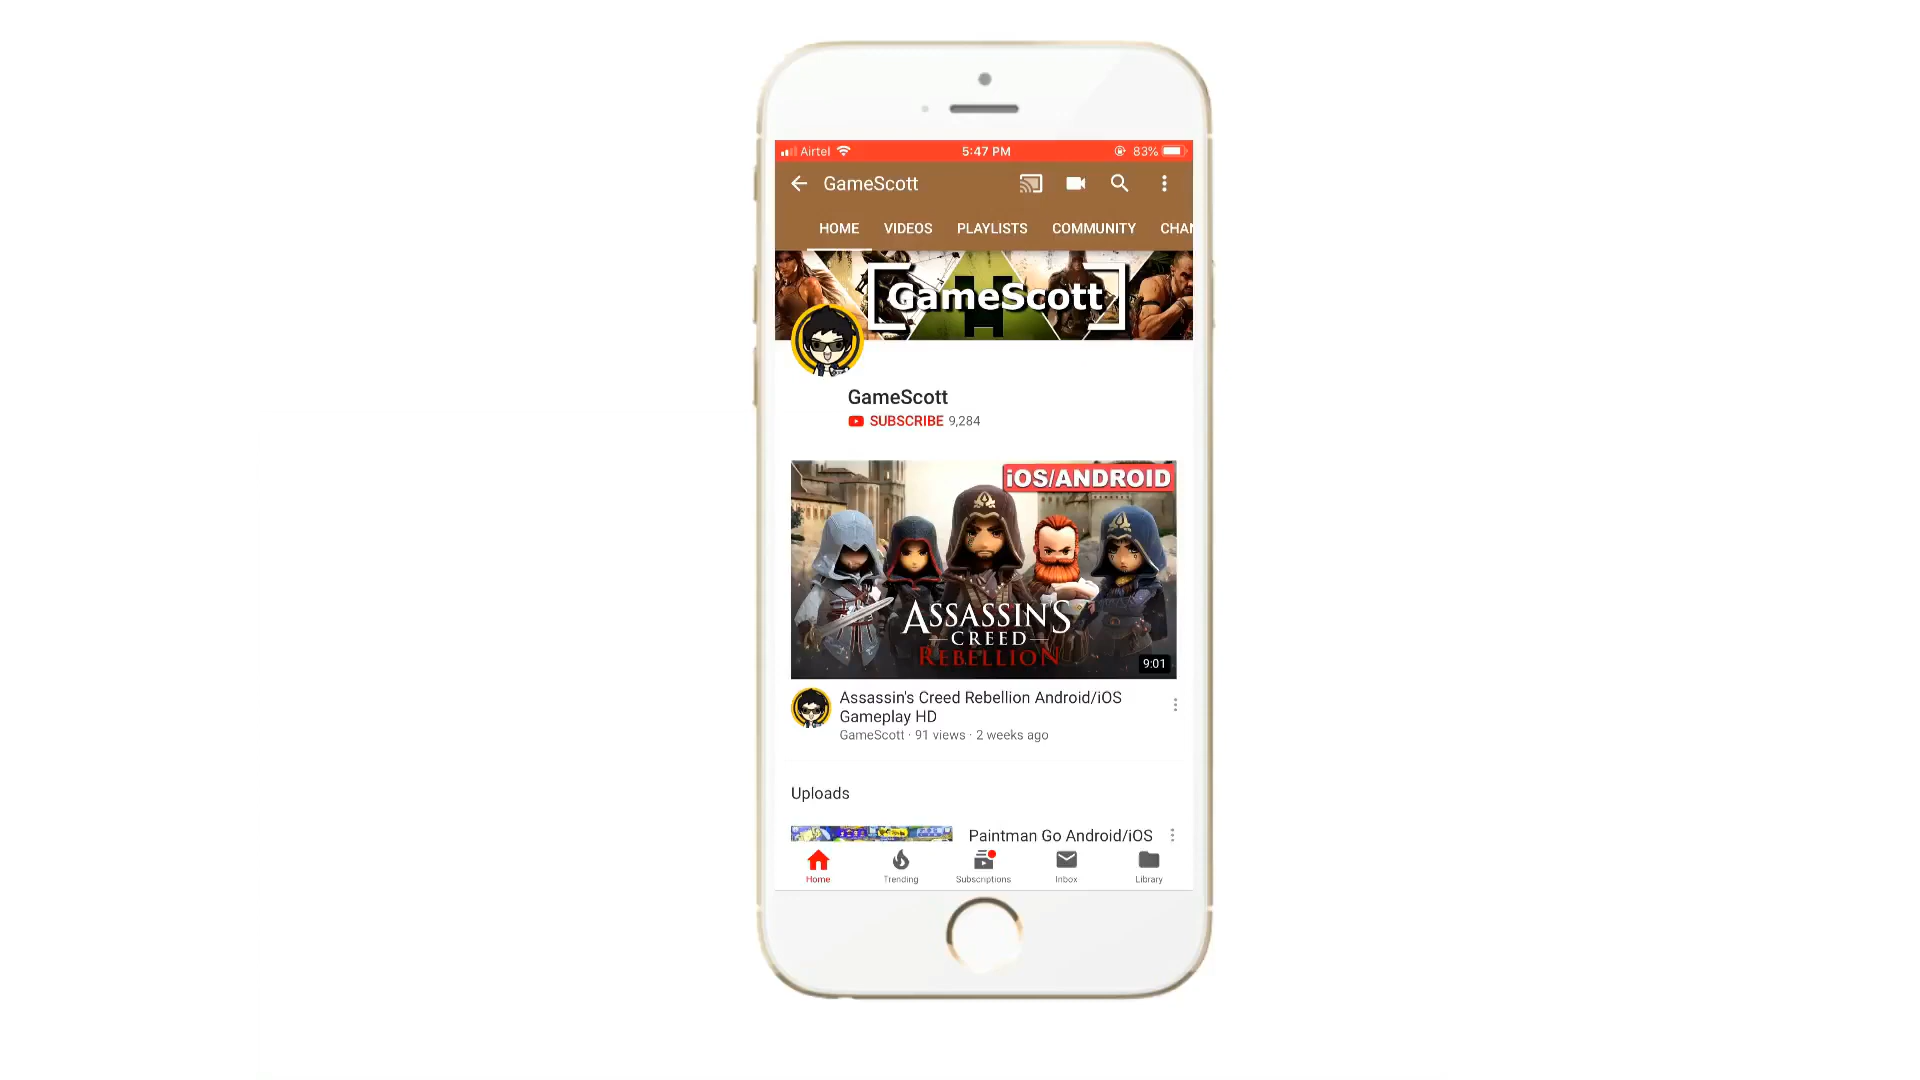 Airtel 5:47 PM 83%
GameScott
HOME VIDEOS PLAYLISTS COMMUNITY CHAN
GameScott
GameScott
SUBSCRIBE 9,284
iOS/ANDROID
ASSASSIN'S
CREED
REBELLION
9:01
Assassin's Creed Rebellion Android/iOS
Gameplay HD
GameScott · 91 views · 2 weeks ago
Uploads
Paintman Go Android/iOS
Home Trending Subscriptions Inbox Library